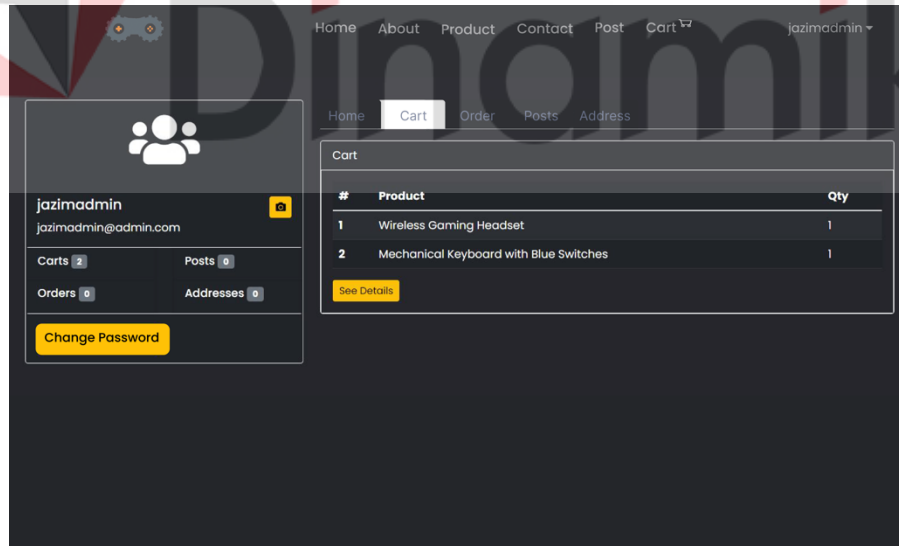 Dinamik
Home About Product Contact Post Cart jazimadmin
Home Cart Order Posts Address
Cart
# Product Qty
1 Wireless Gaming Headset 1
2 Mechanical Keyboard with Blue Switches 1
See Details
jazimadmin
jazimadmin@admin.com
Carts 2 Posts 0
Orders 0 Addresses 0
Change Password